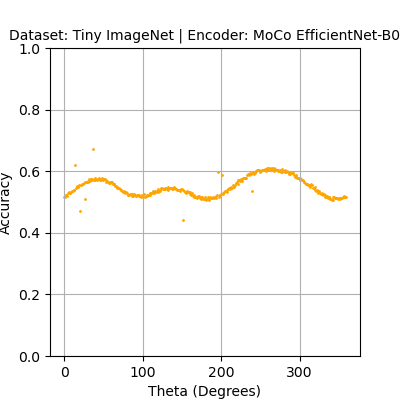 Dataset: Tiny ImageNet | Encoder: MoCo EfficientNet-B0
1.0
0.8
0.6
0.4
0.2
0.0
Accuracy
0 100 200 300
Theta (Degrees)